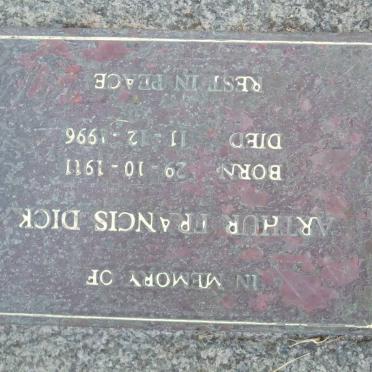 IN MEMORY OF
ARTHUR FRANCIS DICK
BORN 29-10-1911
DIED 11-12-1996
REST IN PEACE